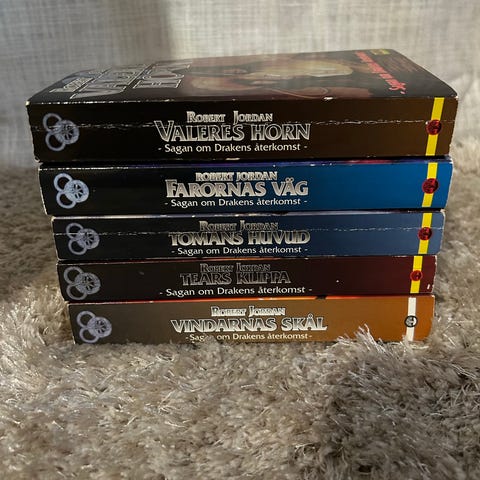 ROBERT JORDAN
VALERES HORN
- Sagan om Drakens återkomst -
ROBERT JORDAN
FARORNAS VÄG
- Sagan om Drakens återkomst -
ROBERT JORDAN
TOMANS HUVUD
- Sagan om Drakens återkomst -
ROBERT JORDAN
TEARS KLIPPA
- Sagan om Drakens återkomst -
ROBERT JORDAN
VINDARNAS SKÅL
- Sagan om Drakens återkomst -